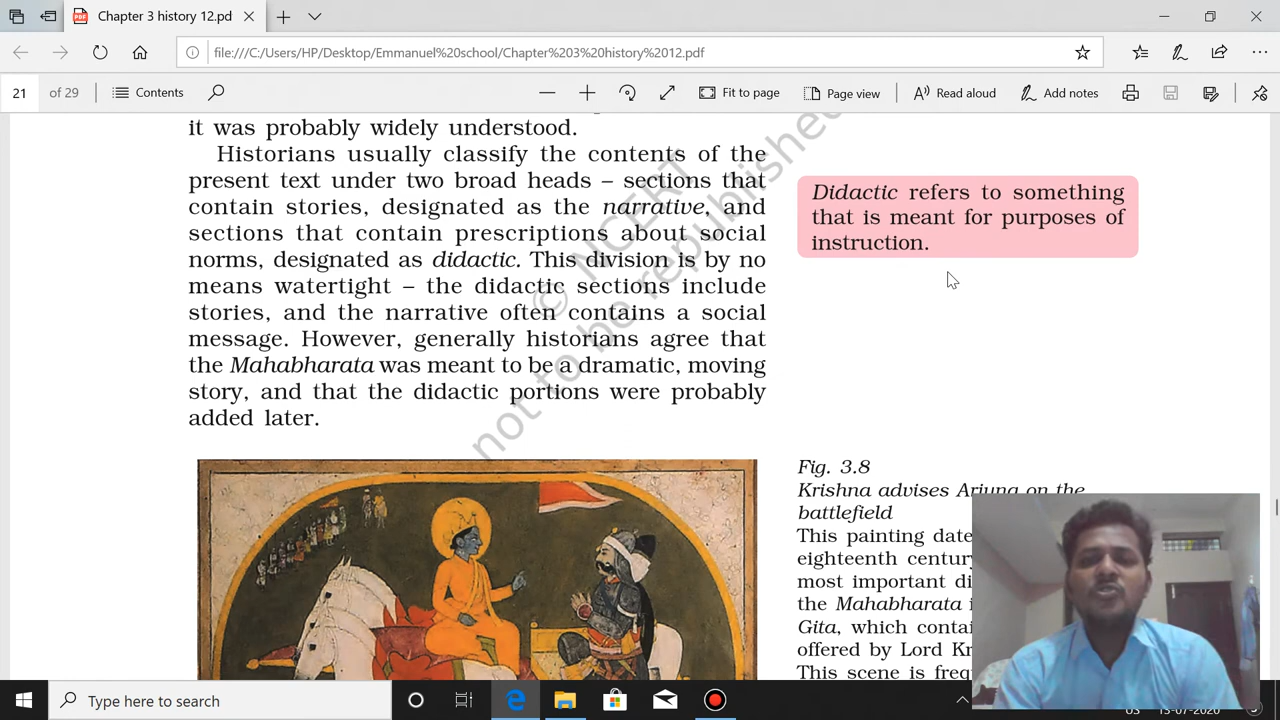 Chapter 3 history 12.pd
file:///C:/Users/HP/Desktop/Emmanuel%20school/Chapter%203%20history%2012.pdf
21 of 29 Contents Fit to page Page view Read aloud Add notes
it was probably widely understood.
Historians usually classify the contents of the
present text under two broad heads – sections that
contain stories, designated as the narrative, and
sections that contain prescriptions about social
norms, designated as didactic. This division is by no
means watertight – the didactic sections include
stories, and the narrative often contains a social
message. However, generally historians agree that
the Mahabharata was meant to be a dramatic, moving
story, and that the didactic portions were probably
added later.
Didactic refers to something
that is meant for purposes of
instruction.
© NCERT
not to be republished
Fig. 3.8
Krishna advises Arjuna on the
battlefield
This painting date
eighteenth century
most important di
the Mahabharata i
Gita, which contai
offered by Lord Kr
This scene is freq
Type here to search
13-07-2020